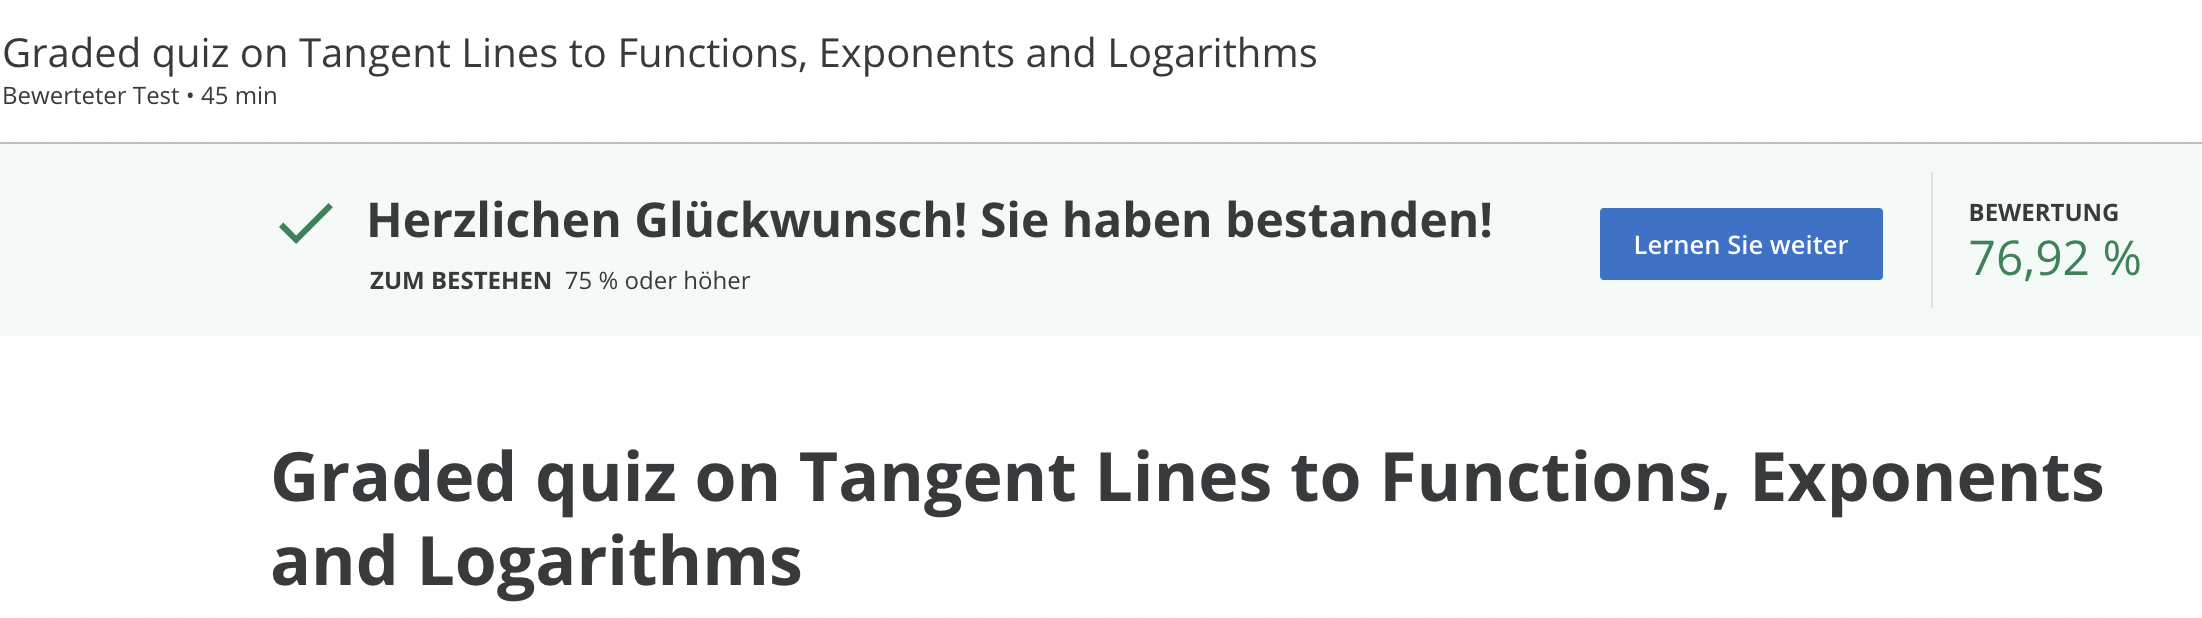 Graded quiz on Tangent Lines to Functions, Exponents and Logarithms
Bewerteter Test • 45 min
Herzlichen Glückwunsch! Sie haben bestanden!
ZUM BESTEHEN 75 % oder höher
Lernen Sie weiter
BEWERTUNG
76,92 %
Graded quiz on Tangent Lines to Functions, Exponents
and Logarithms